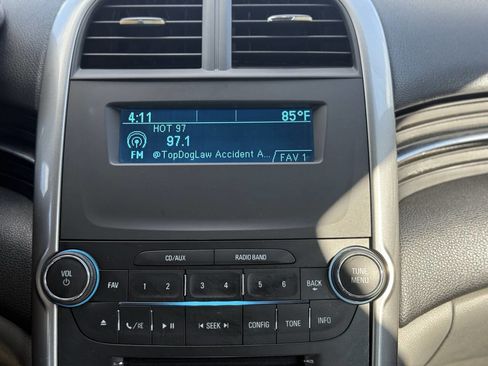 4:11 85°F
HOT 97
97.1
FM @TopDogLaw Accident A... FAV 1
CD/AUX RADIO BAND
VOL FAV 1 2 3 4 5 6 BACK TUNE
MENU
SEEK CONFIG TONE INFO